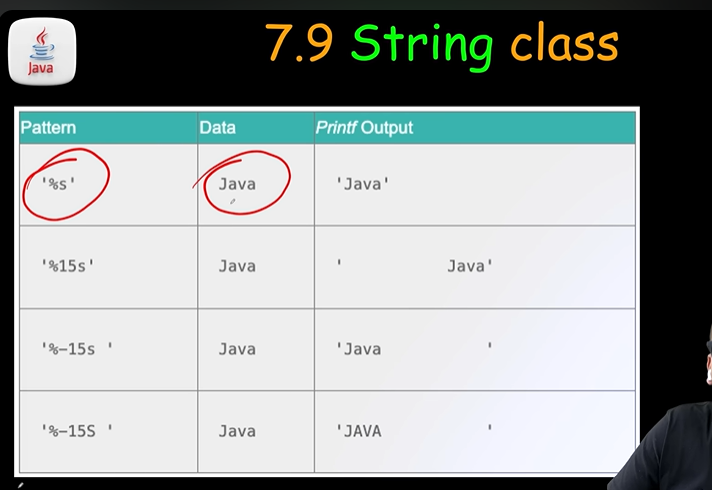 Java
7.9 String class
Pattern Data Printf Output
'%s' Java 'Java'
'%15s' Java '           Java'
'%-15s ' Java 'Java           '
'%-15S ' Java 'JAVA           '